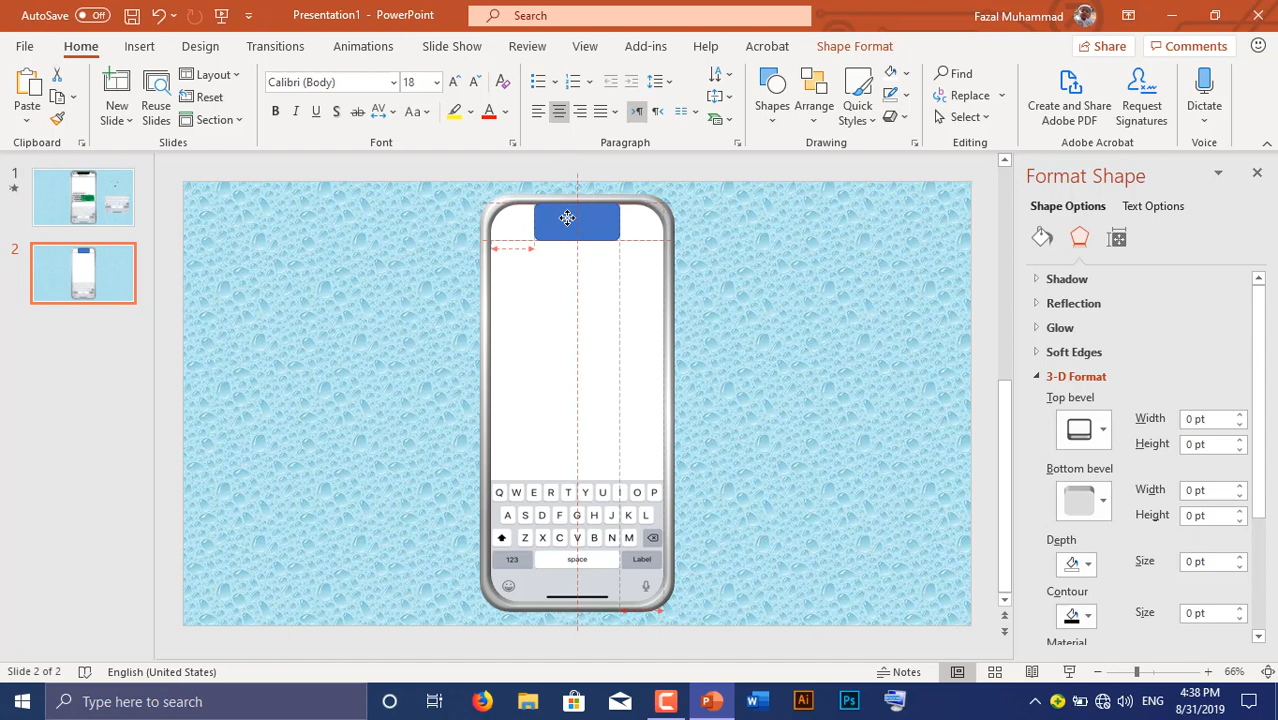 AutoSave Off Presentation1 - PowerPoint Search Fazal Muhammad
File Home Insert Design Transitions Animations Slide Show Review View Add-ins Help Acrobat Shape Format Share Comments
Paste New Slide Reuse Slides Layout Reset Section
Calibri (Body) 18 A A A
B I U S ab AV Aa A
Shapes Arrange Quick Styles
Find Replace Select
Create and Share Adobe PDF Request Signatures Dictate
Clipboard Slides Font Paragraph Drawing Editing Adobe Acrobat Voice
1
2
Format Shape
Shape Options Text Options
Shadow
Reflection
Glow
Soft Edges
3-D Format
Top bevel
Width 0 pt
Height 0 pt
Bottom bevel
Width 0 pt
Height 0 pt
Depth
Size 0 pt
Contour
Size 0 pt
Material
Q W E R T Y U I O P
A S D F G H J K L
Z X C V B N M
123 space Label
Slide 2 of 2 English (United States) Notes 66%
Type here to search
ENG
4:38 PM
8/31/2019